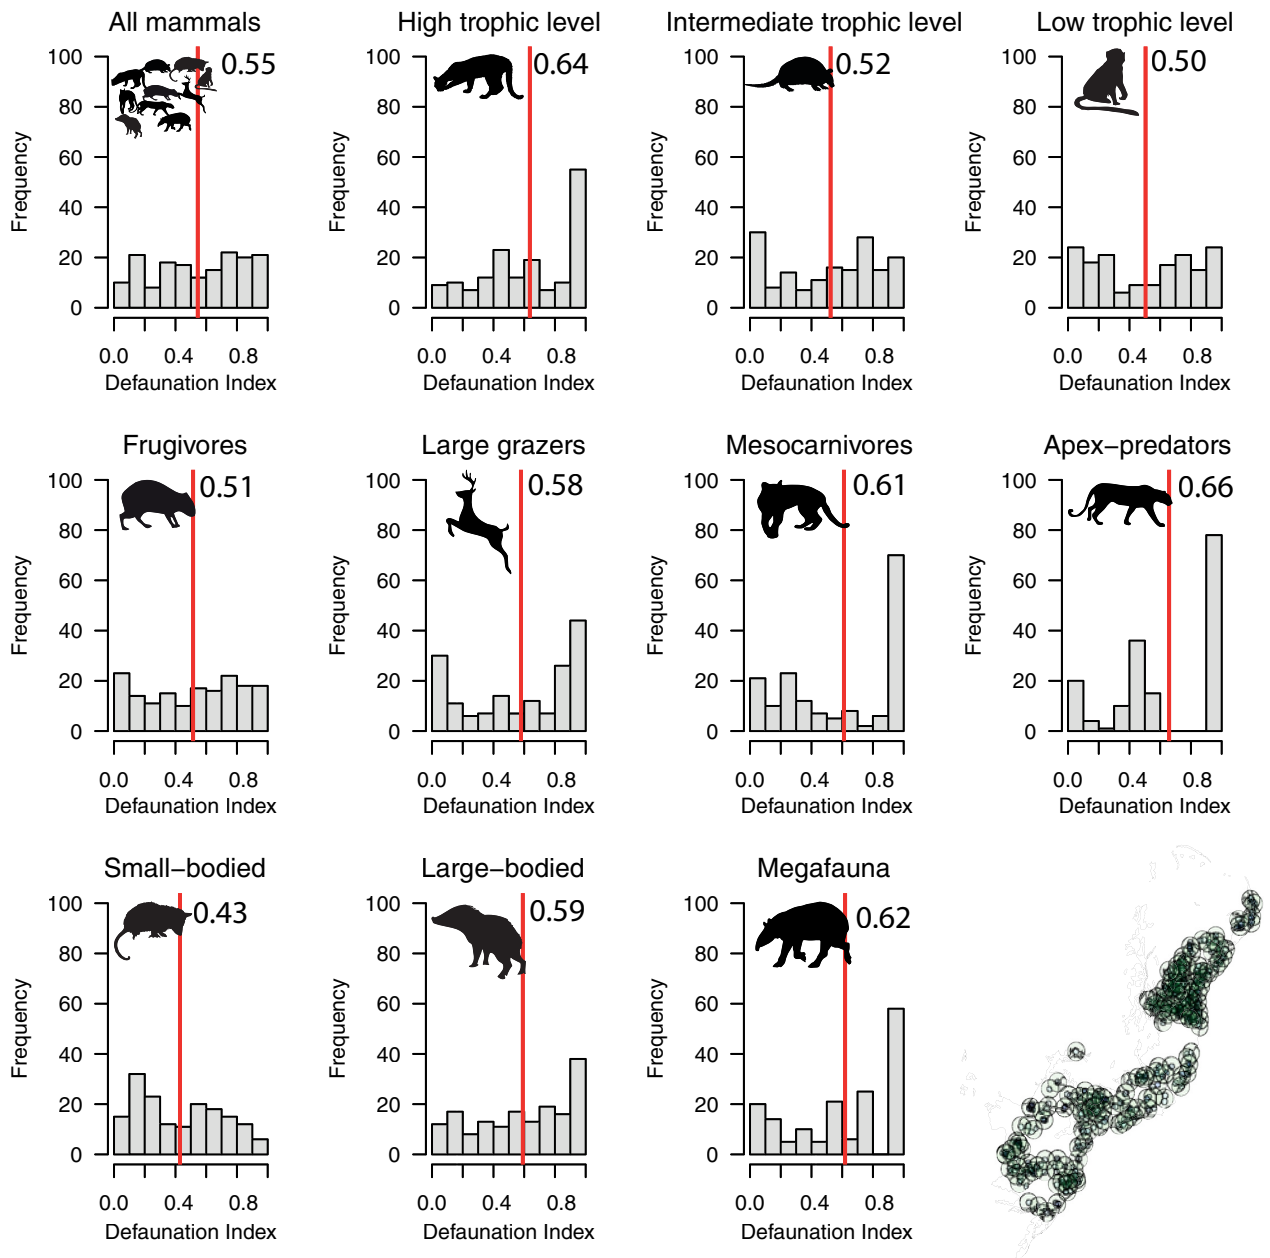 All mammals
High trophic level
Intermediate trophic level
Low trophic level
0.55
0.64
0.52
0.50
Frequency
100
80
60
40
20
0
0.0 0.4 0.8
Defaunation Index
Frequency
100
80
60
40
20
0
0.0 0.4 0.8
Defaunation Index
Frequency
100
80
60
40
20
0
0.0 0.4 0.8
Defaunation Index
Frequency
100
80
60
40
20
0
0.0 0.4 0.8
Defaunation Index
Frugivores
Large grazers
Mesocarnivores
Apex−predators
0.51
0.58
0.61
0.66
Frequency
100
80
60
40
20
0
0.0 0.4 0.8
Defaunation Index
Frequency
100
80
60
40
20
0
0.0 0.4 0.8
Defaunation Index
Frequency
100
80
60
40
20
0
0.0 0.4 0.8
Defaunation Index
Frequency
100
80
60
40
20
0
0.0 0.4 0.8
Defaunation Index
Small−bodied
Large−bodied
Megafauna
0.43
0.59
0.62
Frequency
100
80
60
40
20
0
0.0 0.4 0.8
Defaunation Index
Frequency
100
80
60
40
20
0
0.0 0.4 0.8
Defaunation Index
Frequency
100
80
60
40
20
0
0.0 0.4 0.8
Defaunation Index